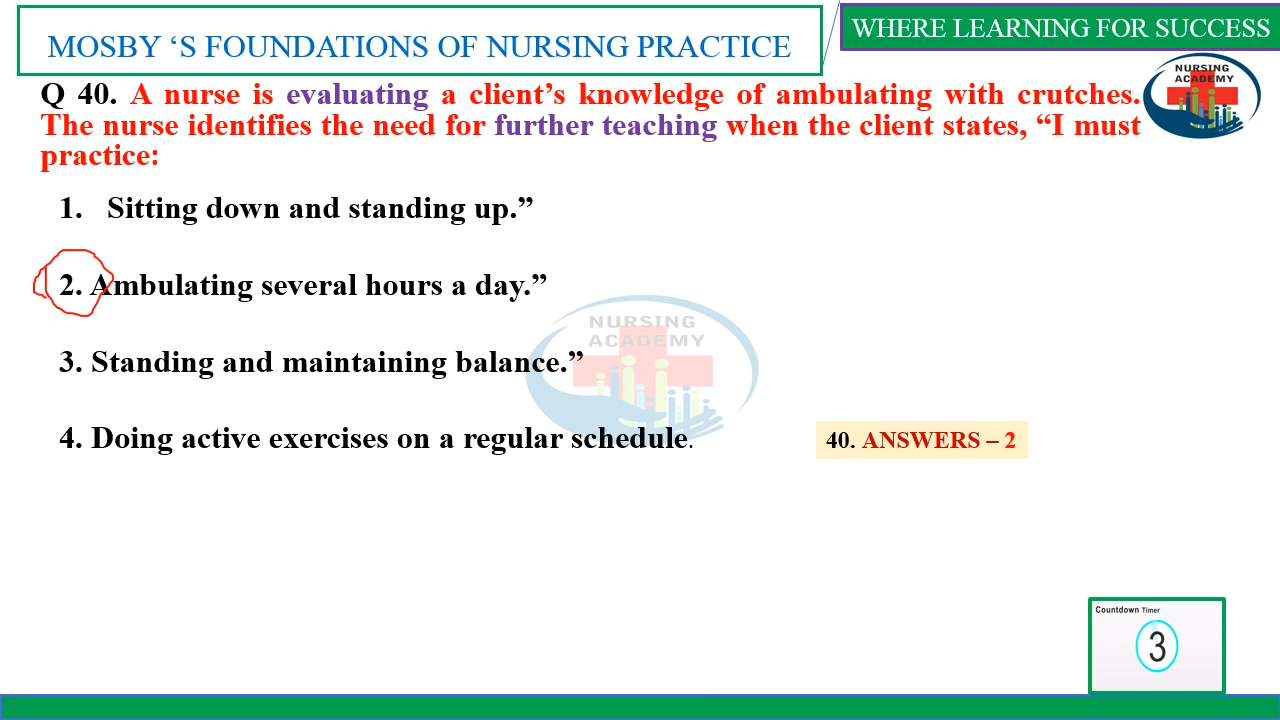 MOSBY ‘S FOUNDATIONS OF NURSING PRACTICE
WHERE LEARNING FOR SUCCESS
NURSING
ACADEMY
Q 40. A nurse is evaluating a client’s knowledge of ambulating with crutches.
The nurse identifies the need for further teaching when the client states, “I must
practice:
1. Sitting down and standing up.”
2. Ambulating several hours a day.”
NURSING
ACADEMY
3. Standing and maintaining balance.”
4. Doing active exercises on a regular schedule.
40. ANSWERS – 2
Countdown Timer
3